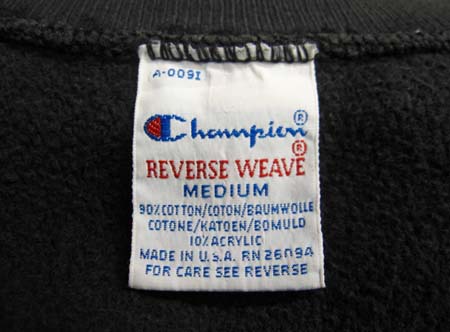 A-0091
Champion®
REVERSE WEAVE®
MEDIUM
90% COTTON/COTON/BAUMWOLLE
COTONE/KATOEN/BOMULD
10% ACRYLIC
MADE IN U.S.A. RN 26094
FOR CARE SEE REVERSE